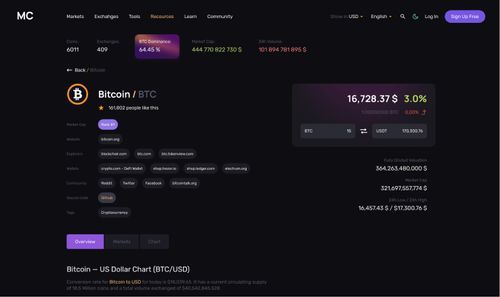 MC
Markets Exchanges Tools Resources Learn Community
Show in USD English Log In Sign Up Free
Coins: 6011
Exchanges: 409
BTC Dominance: 64.45 %
Market Cap: 444 770 822 730 $
24h Volume: 101 894 781 895 $
Back / Bitcoin
Bitcoin / BTC
161,802 people like this
Market Cap Rank #1
Website bitcoin.org
Explorers blockchair.com btc.com btc.tokenview.com
Wallets crypto.com - DeFi Wallet shop.trezor.io shop.ledger.com electrum.org
Community Reddit Twitter Facebook bitcointalk.org
Source Code Github
Tags Cryptocurrency
16,728.37 $ 3.0%
0.00%
BTC 15 USDT 170,300.76
Fully Diluted Valuation
364,263,480,000 $
Market Cap
321,697,557,774 $
24h Low / 24h High
16,457.43 $ / $17,300.76 $
Overview Markets Chart
Bitcoin — US Dollar Chart (BTC/USD)
Conversion rate for Bitcoin to USD for today is $16,039.65. It has a current circulating supply
of 18.5 Million coins and a total volume exchanged of $40,542,845,529